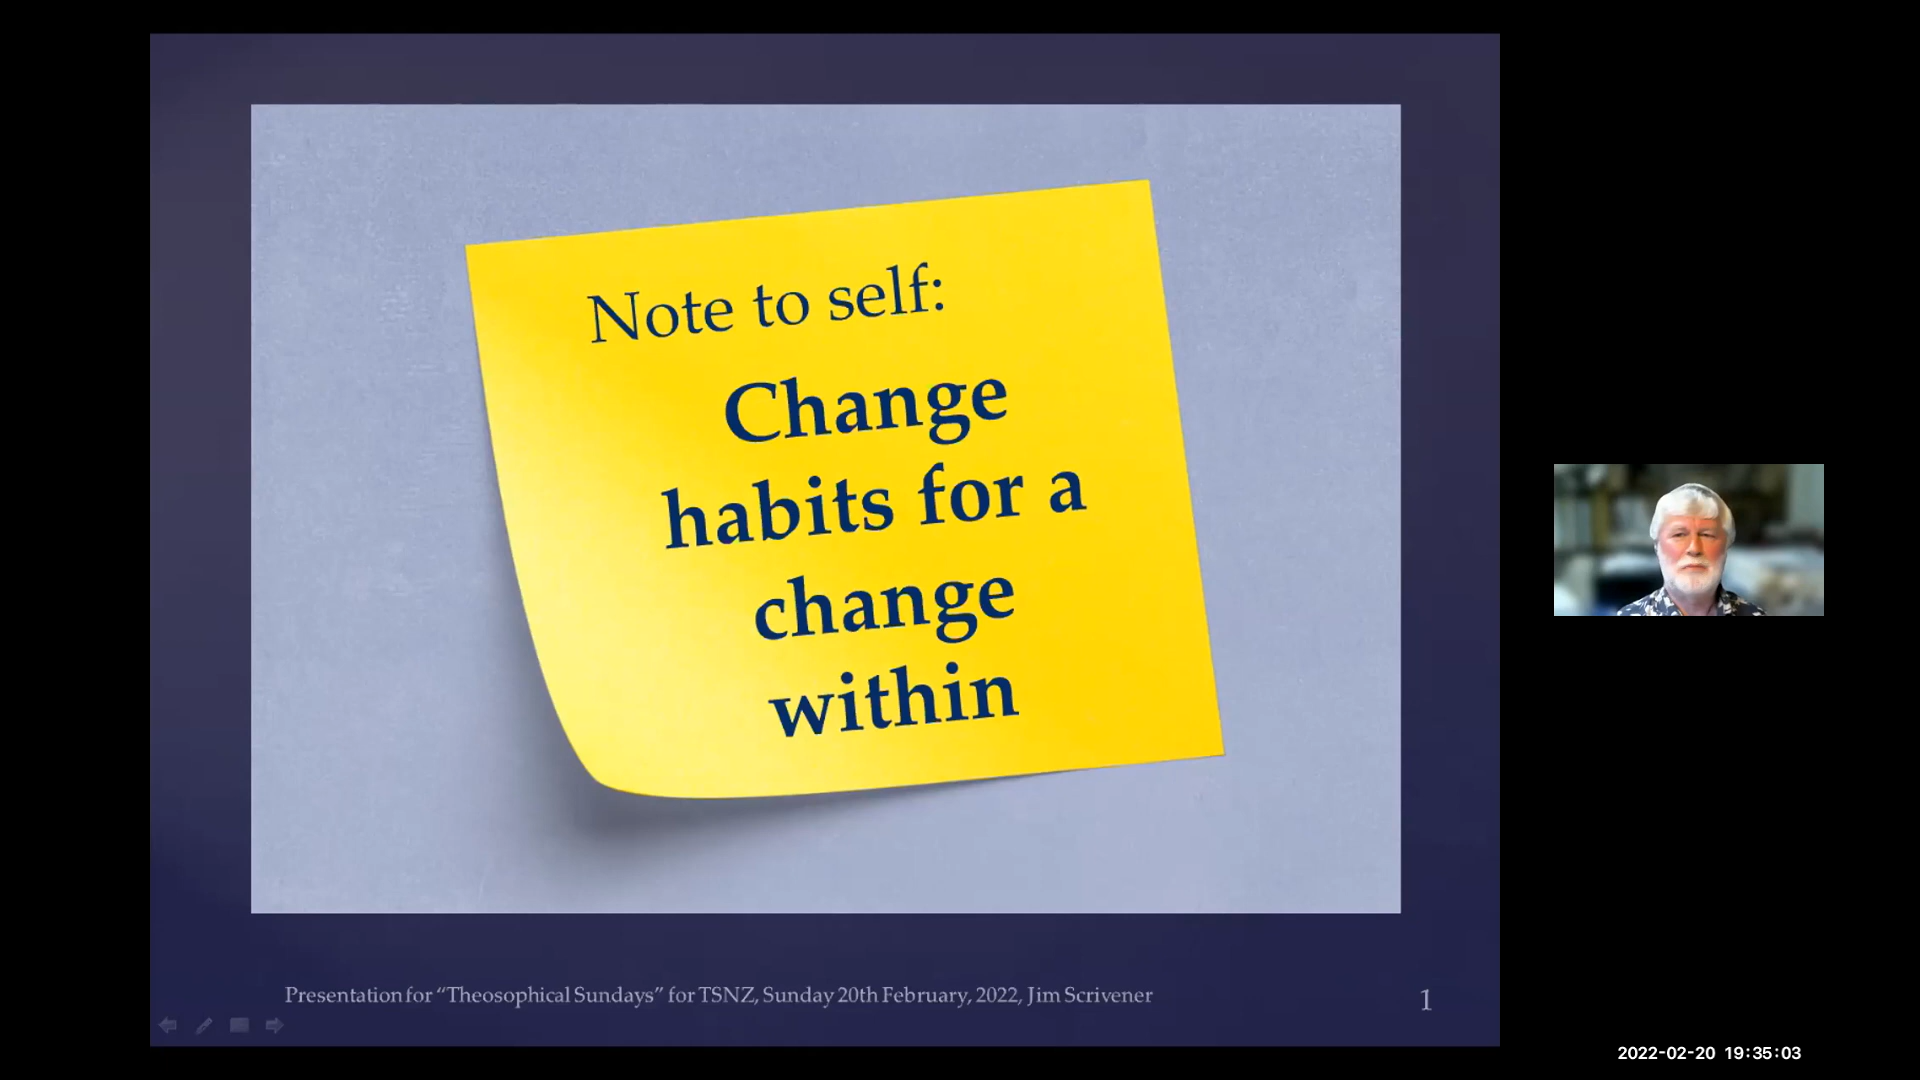 Note to self:
Change
habits for a
change
within
Presentation for “Theosophical Sundays” for TSNZ, Sunday 20th February, 2022, Jim Scrivener
1
2022-02-20 19:35:03